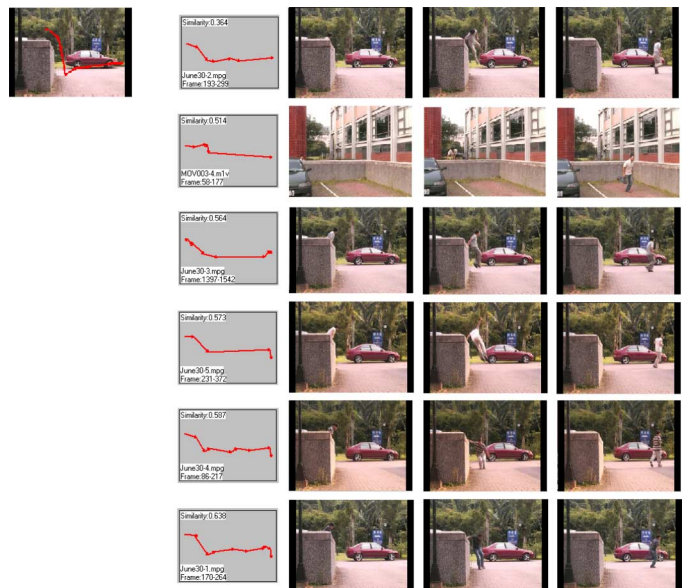 Similarity:0.364
June30-2.mpg
Frame:193-299
Similarity:0.514
MOV003-4.m1v
Frame:58-177
Similarity:0.564
June30-3.mpg
Frame:1397-1542
Similarity:0.573
June30-5.mpg
Frame:231-372
Similarity:0.587
June30-4.mpg
Frame:86-217
Similarity:0.638
June30-1.mpg
Frame:170-264